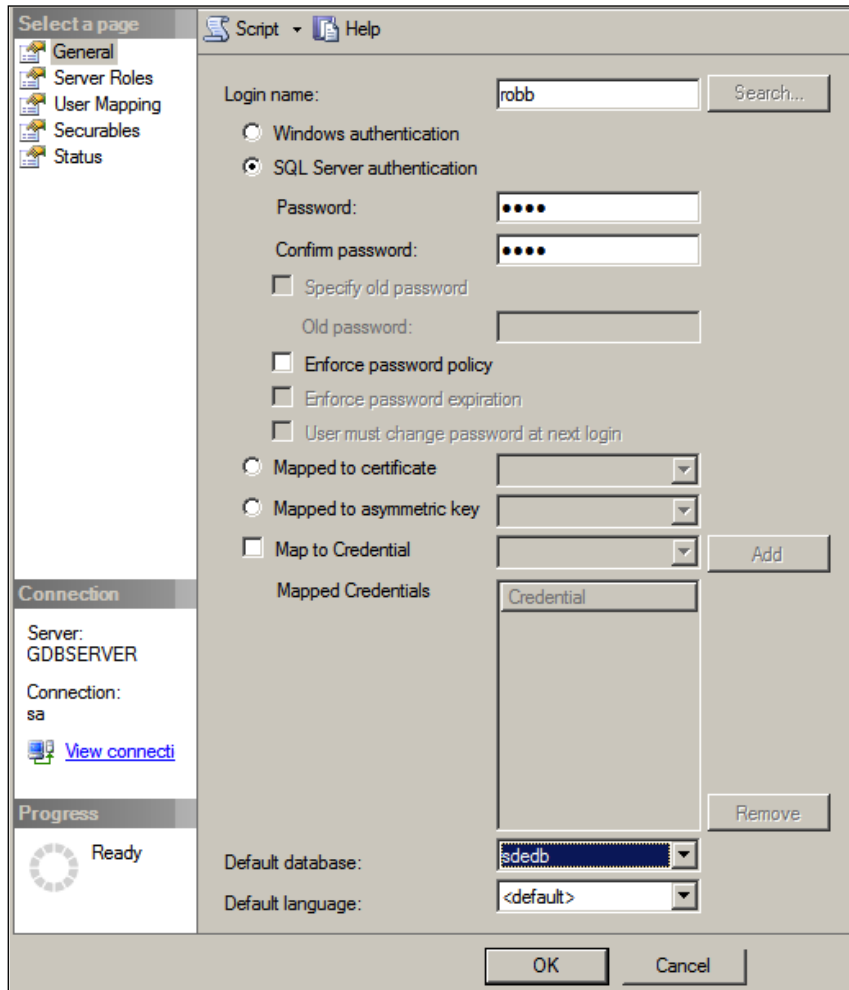 Select a page
General
Server Roles
User Mapping
Securables
Status
Script Help
Login name: robb Search...
Windows authentication
SQL Server authentication
Password: ●●●●
Confirm password: ●●●●
Specify old password
Old password:
Enforce password policy
Enforce password expiration
User must change password at next login
Mapped to certificate
Mapped to asymmetric key
Map to Credential Add
Mapped Credentials Credential
Remove
Default database: sdedb
Default language: <default>
Connection
Server:
GDBSERVER
Connection:
sa
View connecti
Progress
Ready
OK Cancel